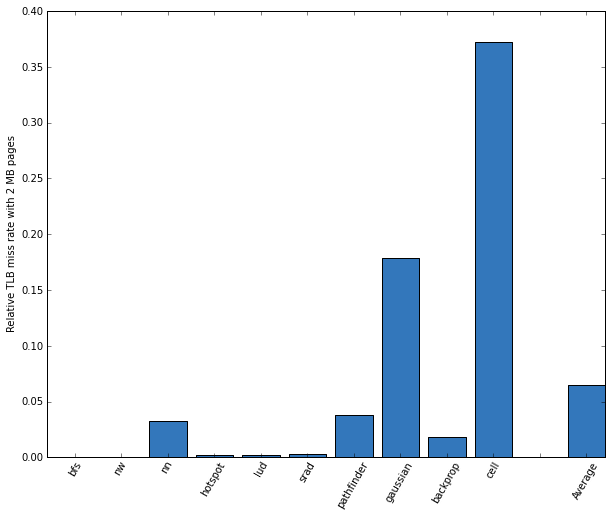 Relative TLB miss rate with 2 MB pages
0.40
0.35
0.30
0.25
0.20
0.15
0.10
0.05
0.00
bfs
nw
nn
hotspot
lud
srad
pathfinder
gaussian
backprop
cell
Average